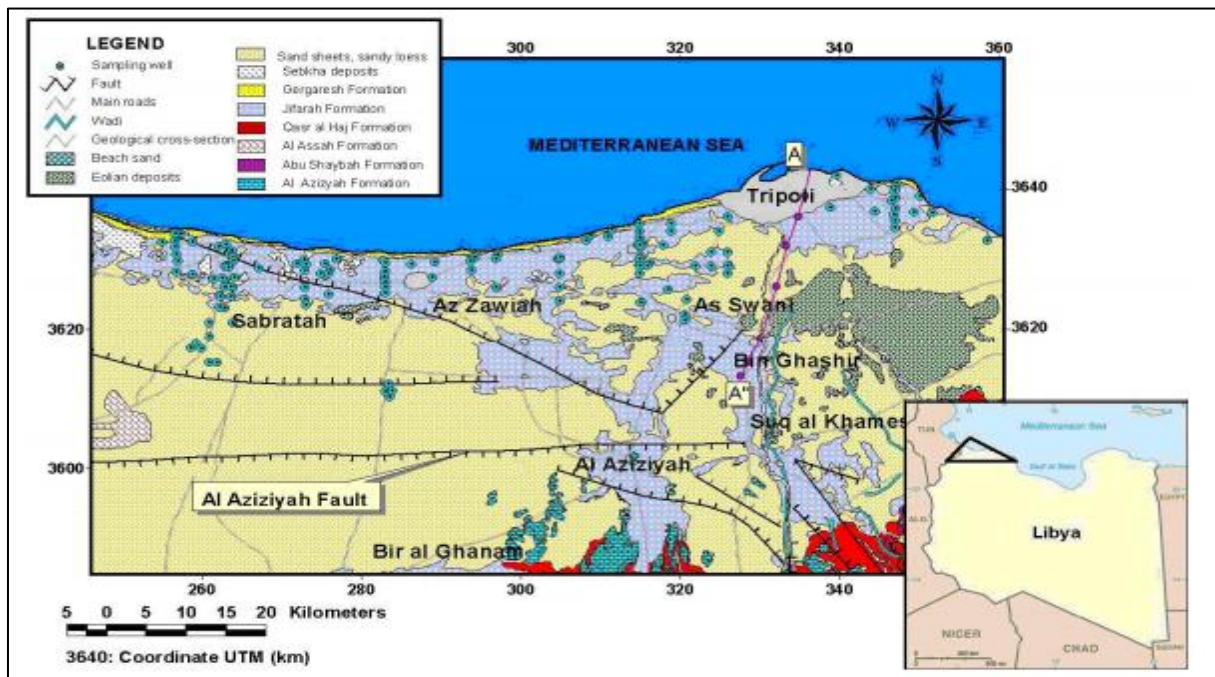 LEGEND
Sampling well
Fault
Main roads
Wadi
Geological cross-section
Beach sand
Eolian deposits
Sand sheets, sandy loess
Sebkha deposits
Gergaresh Formation
Jifarah Formation
Qasr al Haj Formation
Al Assah Formation
Abu Shaybah Formation
Al Aziziyah Formation
300
320
340
360
N
W
E
S
MEDITERRANEAN SEA
A
Tripoli
3640
3640
Az Zawiah
As Swani
Sabratah
3620
3620
Bin Ghashir
A"
Suq al Khames
3600
Al Aziziyah
Al Aziziyah Fault
Bir al Ghanam
260
280
300
320
340
5 0 5 10 15 20 Kilometers
3640: Coordinate UTM (km)
TUN
Mediterranean Sea
EGYPT
Libya
NIGER
CHAD